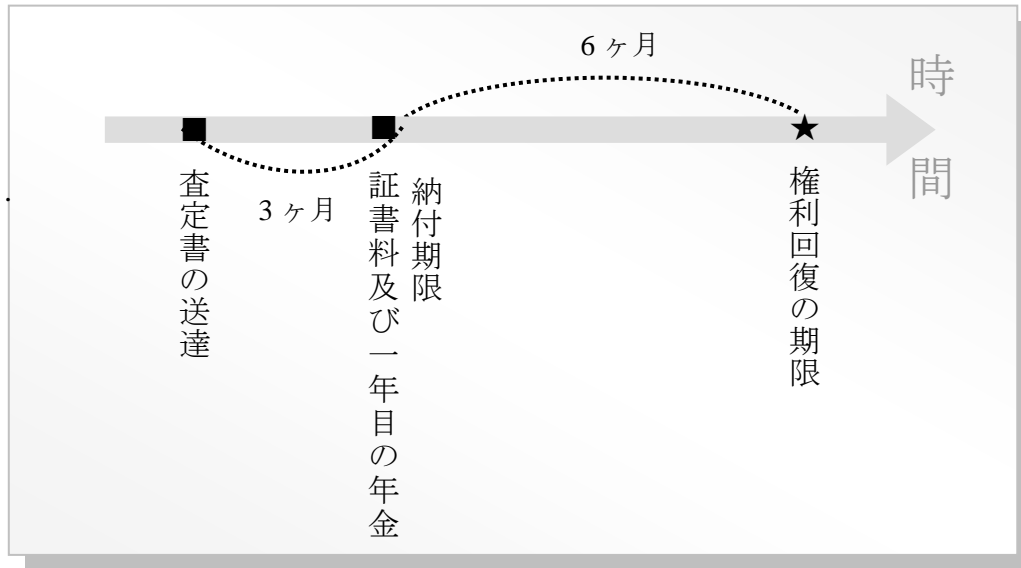 6ヶ月
時間
3ヶ月
査定書の送達
証書料及び一年目の年金
納付期限
権利回復の期限